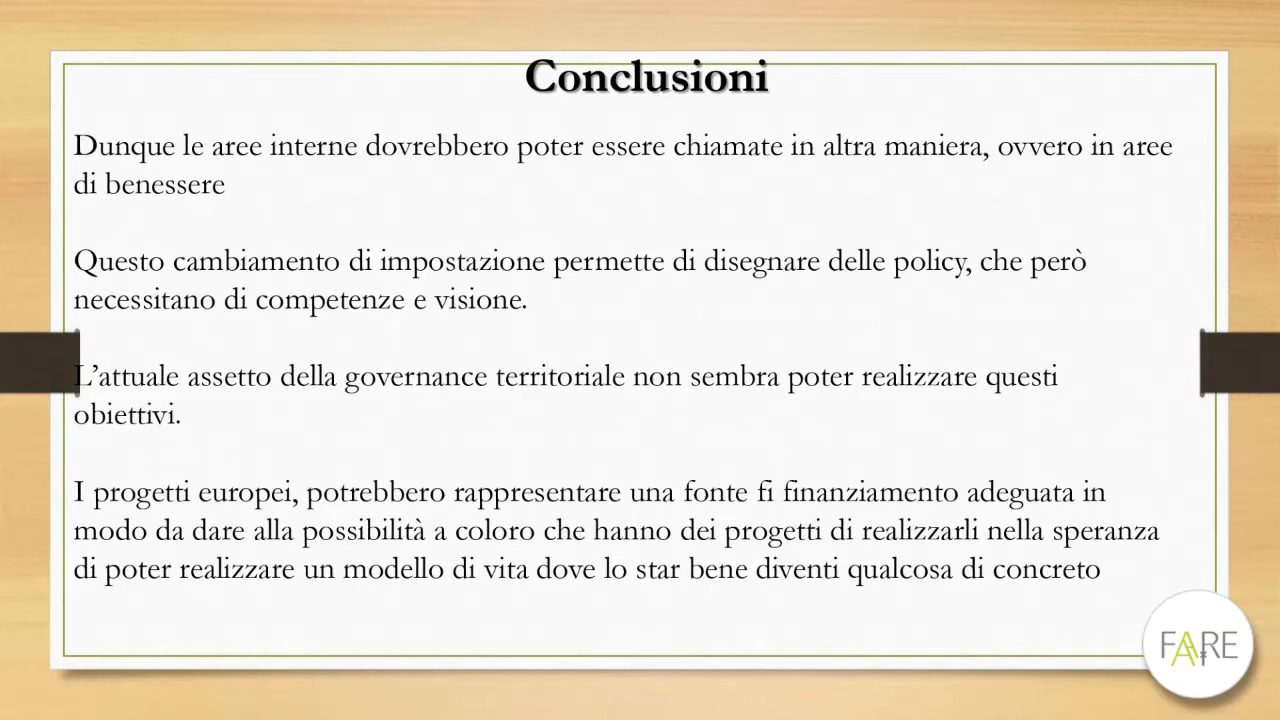 Conclusioni
Dunque le aree interne dovrebbero poter essere chiamate in altra maniera, ovvero in aree
di benessere
Questo cambiamento di impostazione permette di disegnare delle policy, che però
necessitano di competenze e visione.
L’attuale assetto della governance territoriale non sembra poter realizzare questi
obiettivi.
I progetti europei, potrebbero rappresentare una fonte fi finanziamento adeguata in
modo da dare alla possibilità a coloro che hanno dei progetti di realizzarli nella speranza
di poter realizzare un modello di vita dove lo star bene diventi qualcosa di concreto
FARE